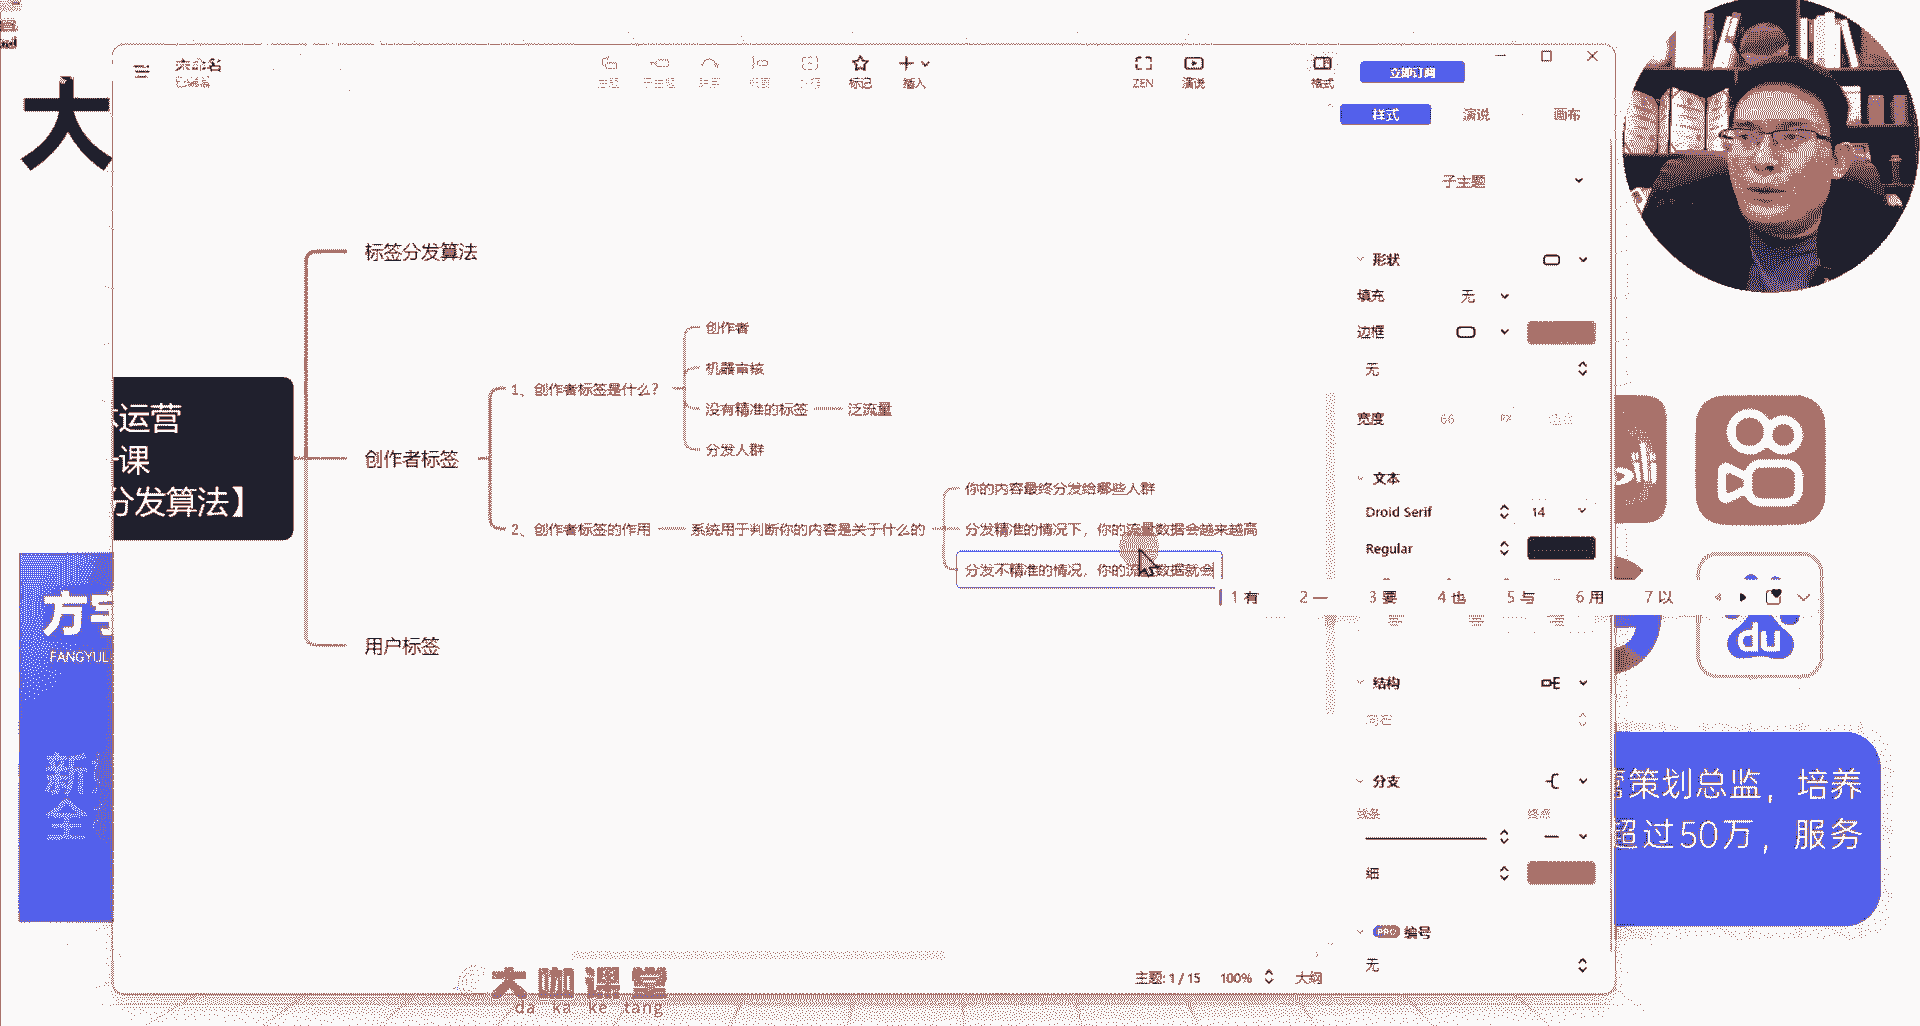 大
未命名
已编辑
主题
子主题
联系
概要
外框
标记
插入
ZEN
演说
格式
立即订阅
样式
演说
画布
子主题
形状
填充
无
边框
无
宽度
66
文本
Droid Serif
14
Regular
结构
分支
线条
终点
细
PRO 编号
无
标签分发算法
运营
课
分发算法】
创作者标签
1、创作者标签是什么？
创作者
机器审核
没有精准的标签
泛流量
分发人群
2、创作者标签的作用
系统用于判断你的内容是关于什么的
你的内容最终分发给哪些人群
分发精准的情况下，你的流量数据会越来越高
分发不精准的情况，你的流量数据就会
1 有 2 一 3 要 4 也 5 与 6 用 7 以
用户标签
方
FANGYUL
新
全
bili
du
策划总监，培养
超过50万，服务
主题: 1 / 15
100%
大纲
大咖课堂
da ka ke tang